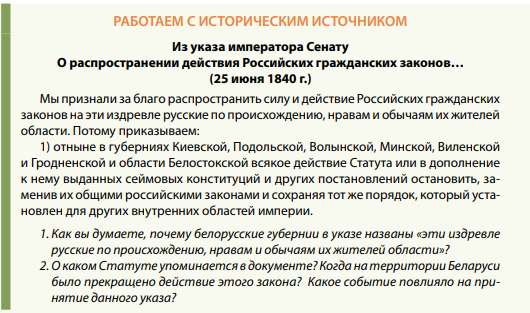 РАБОТАЕМ С ИСТОРИЧЕСКИМ ИСТОЧНИКОМ
Из указа императора Сенату
О распространении действия Российских гражданских законов…
(25 июня 1840 г.)
Мы признали за благо распространить силу и действие Российских гражданских
законов на эти издревле русские по происхождению, нравам и обычаям их жителей
области. Потому приказываем:
1) отныне в губерниях Киевской, Подольской, Волынской, Минской, Виленской
и Гродненской и области Белостокской всякое действие Статута или в дополнение
к нему выданных сеймовых конституций и других постановлений остановить, за-
менив их общими российскими законами и сохраняя тот же порядок, который уста-
новлен для других внутренних областей империи.
1. Как вы думаете, почему белорусские губернии в указе названы «эти издревле
русские по происхождению, нравам и обычаям их жителей области»?
2. О каком Статуте упоминается в документе? Когда на территории Беларуси
было прекращено действие этого закона? Какое событие повлияло на при-
нятие данного указа?